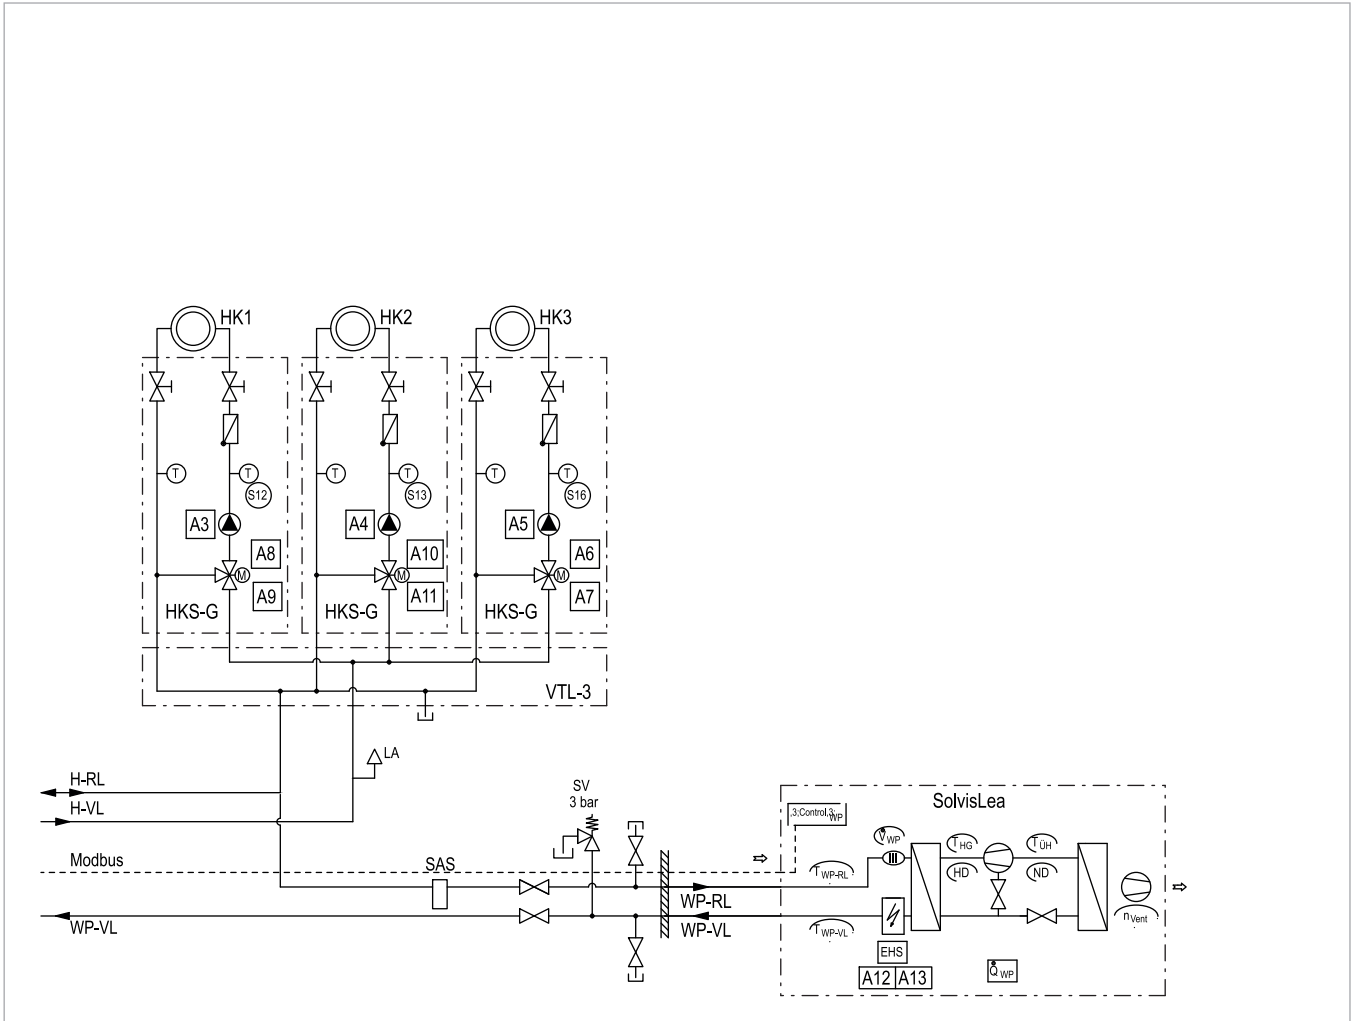 HK1
HK2
HK3
T
T
S12
T
T
S13
T
T
S16
A3
A4
A5
A8
A10
A6
M
M
M
A9
A11
A7
HKS-G
HKS-G
HKS-G
VTL-3
LA
H-RL
H-VL
SV
3 bar
SolvisLea
,3;Control,3;WP
V WP
T HG
T ÜH
Modbus
SAS
T WP-RL
HD
ND
WP-RL
n Vent
WP-VL
WP-VL
T WP-VL
EHS
Q WP
A12
A13